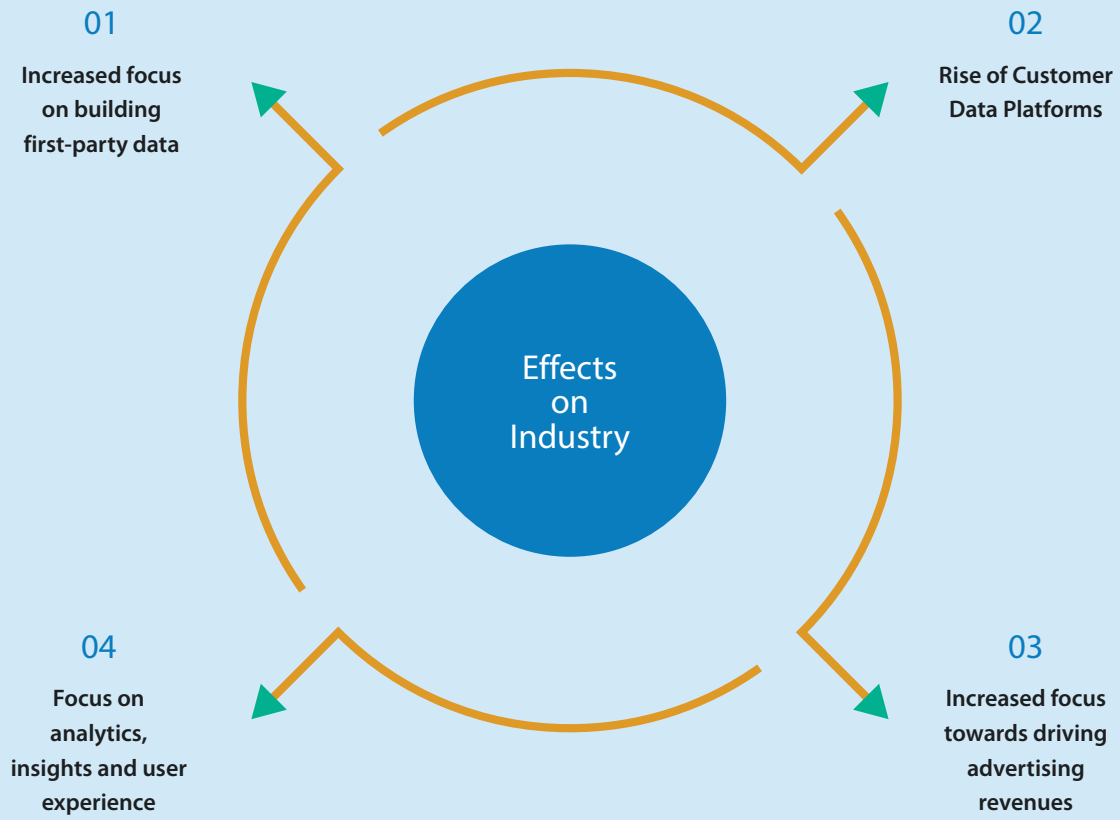 01
Increased focus
on building
first-party data
02
Rise of Customer
Data Platforms
Effects
on
Industry
04
Focus on
analytics,
insights and user
experience
03
Increased focus
towards driving
advertising
revenues